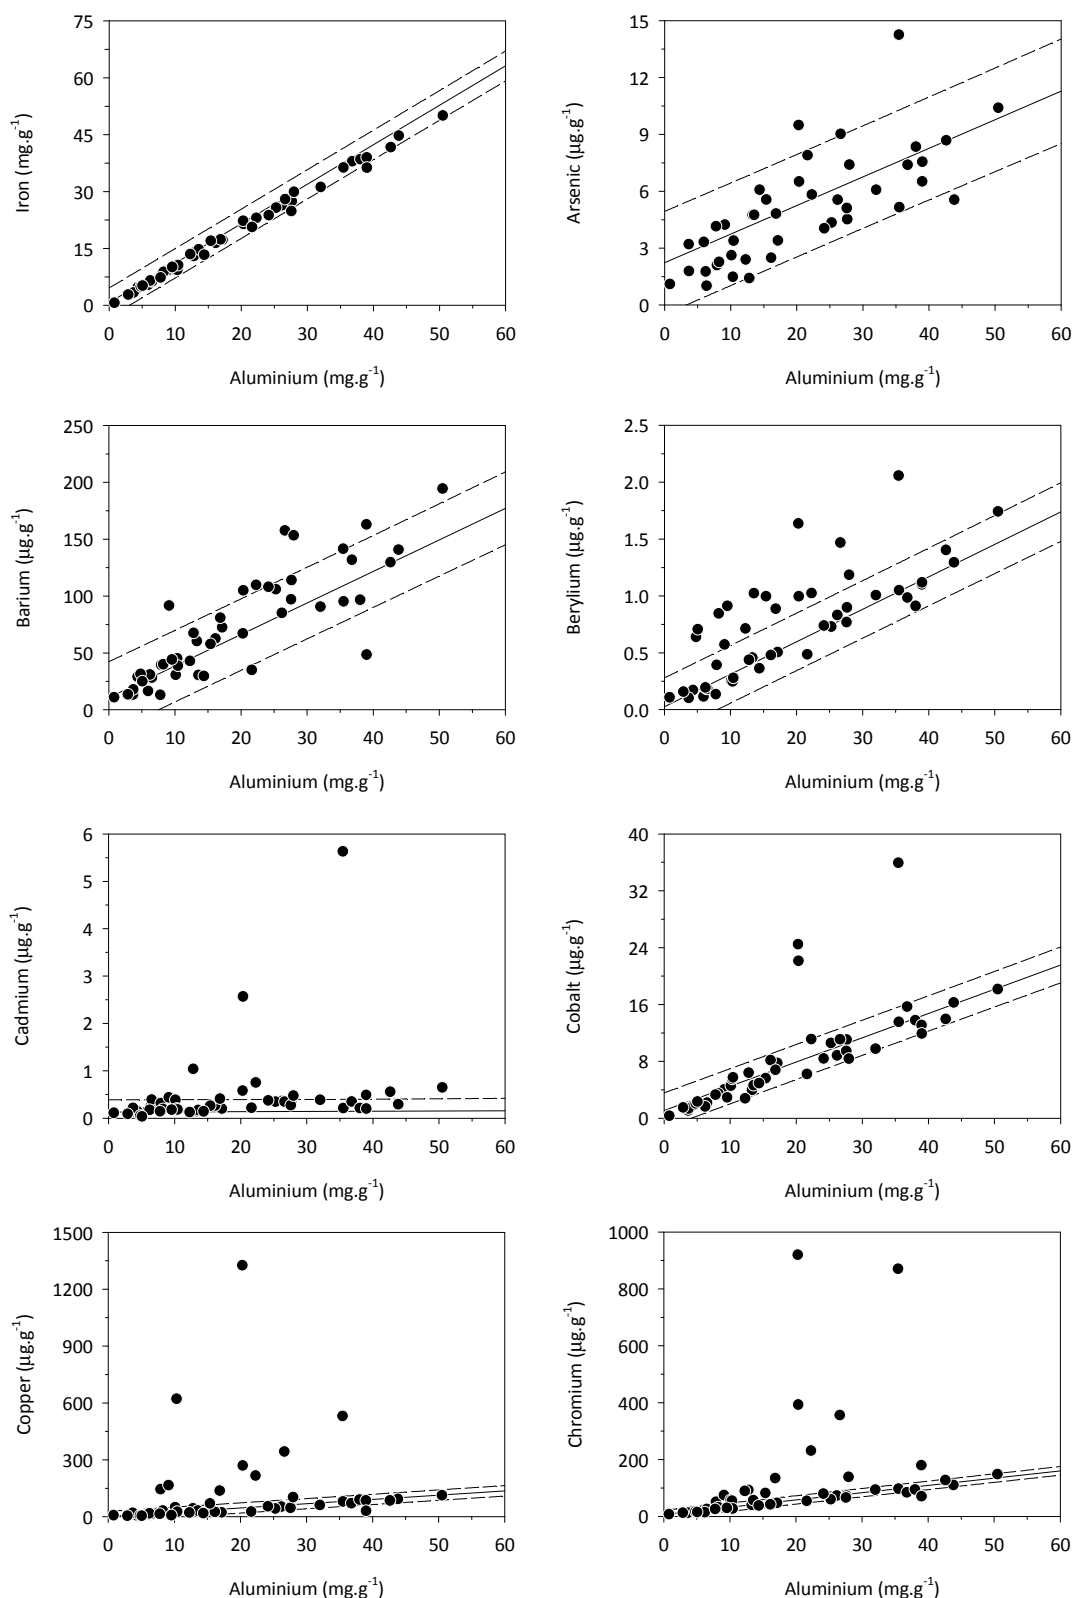 Iron (mg.g⁻¹)
75
60
45
30
15
0
0 10 20 30 40 50 60
Aluminium (mg.g⁻¹)
Arsenic (µg.g⁻¹)
15
12
9
6
3
0
0 10 20 30 40 50 60
Aluminium (mg.g⁻¹)
Barium (µg.g⁻¹)
250
200
150
100
50
0
0 10 20 30 40 50 60
Aluminium (mg.g⁻¹)
Berylium (µg.g⁻¹)
2.5
2.0
1.5
1.0
0.5
0.0
0 10 20 30 40 50 60
Aluminium (mg.g⁻¹)
Cadmium (µg.g⁻¹)
6
5
4
3
2
1
0
0 10 20 30 40 50 60
Aluminium (mg.g⁻¹)
Cobalt (µg.g⁻¹)
40
32
24
16
8
0
0 10 20 30 40 50 60
Aluminium (mg.g⁻¹)
Copper (µg.g⁻¹)
1500
1200
900
600
300
0
0 10 20 30 40 50 60
Aluminium (mg.g⁻¹)
Chromium (µg.g⁻¹)
1000
800
600
400
200
0
0 10 20 30 40 50 60
Aluminium (mg.g⁻¹)